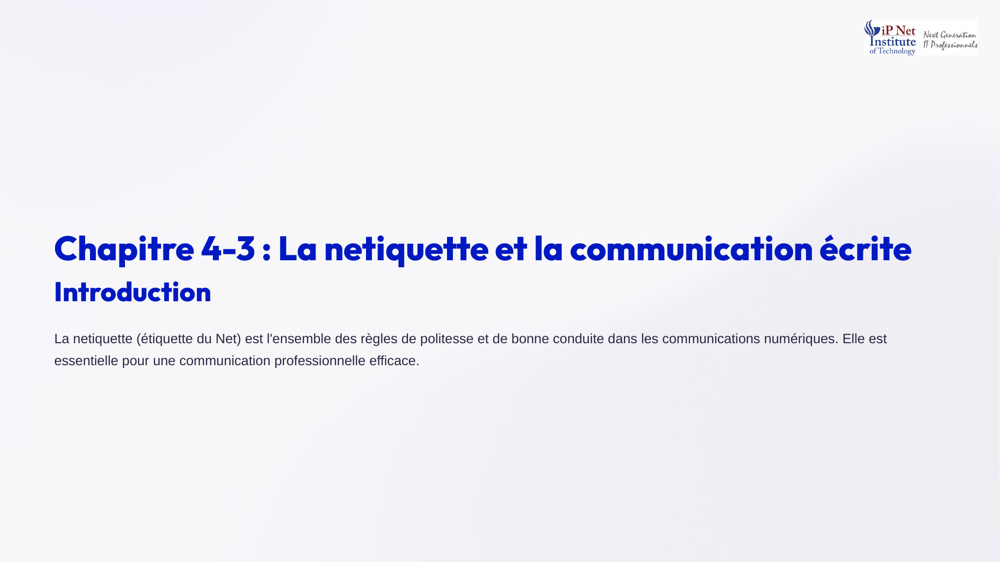 iP Net
Institute
of Technology
Next Generation
IT Professionnels
Chapitre 4-3 : La netiquette et la communication écrite
Introduction
La netiquette (étiquette du Net) est l'ensemble des règles de politesse et de bonne conduite dans les communications numériques. Elle est
essentielle pour une communication professionnelle efficace.